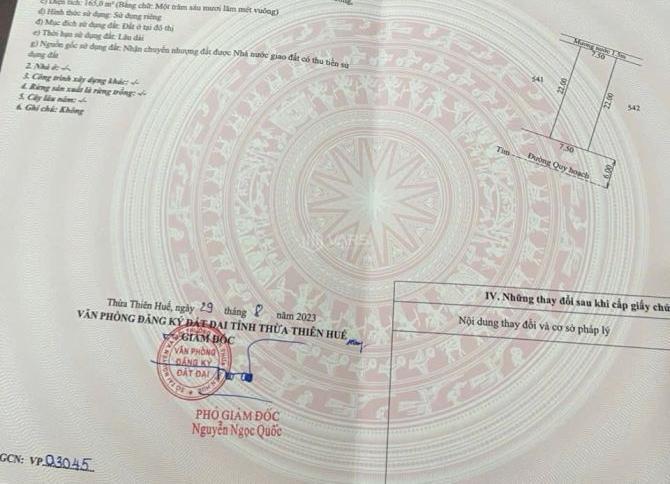 c) Diện tích: 165,0 m² (Bằng chữ: Một trăm sáu mươi lăm mét vuông)
d) Hình thức sử dụng: Sử dụng riêng
đ) Mục đích sử dụng đất: Đất ở tại đô thị
e) Thời hạn sử dụng đất: Lâu dài
g) Nguồn gốc sử dụng đất: Nhận chuyển nhượng đất được Nhà nước giao đất có thu tiền sử
dụng đất
2. Nhà ở: -/-
3. Công trình xây dựng khác: -/-
4. Rừng sản xuất là rừng trồng: -/-
5. Cây lâu năm: -/-
6. Ghi chú: Không
Mương nước 1,5m
7.50
541
22.00
22.00
542
7.50
Tim
Đường Quy hoạch
6.00
Thừa Thiên Huế, ngày 29 tháng 8 năm 2023
VĂN PHÒNG ĐĂNG KÝ ĐẤT ĐAI TỈNH THỪA THIÊN HUẾ
GIÁM ĐỐC
VĂN PHÒNG
ĐĂNG KÝ
ĐẤT ĐAI
PHÓ GIÁM ĐỐC
Nguyễn Ngọc Quốc
IV. Những thay đổi sau khi cấp giấy chứ
Nội dung thay đổi và cơ sở pháp lý
GCN: VP 03045